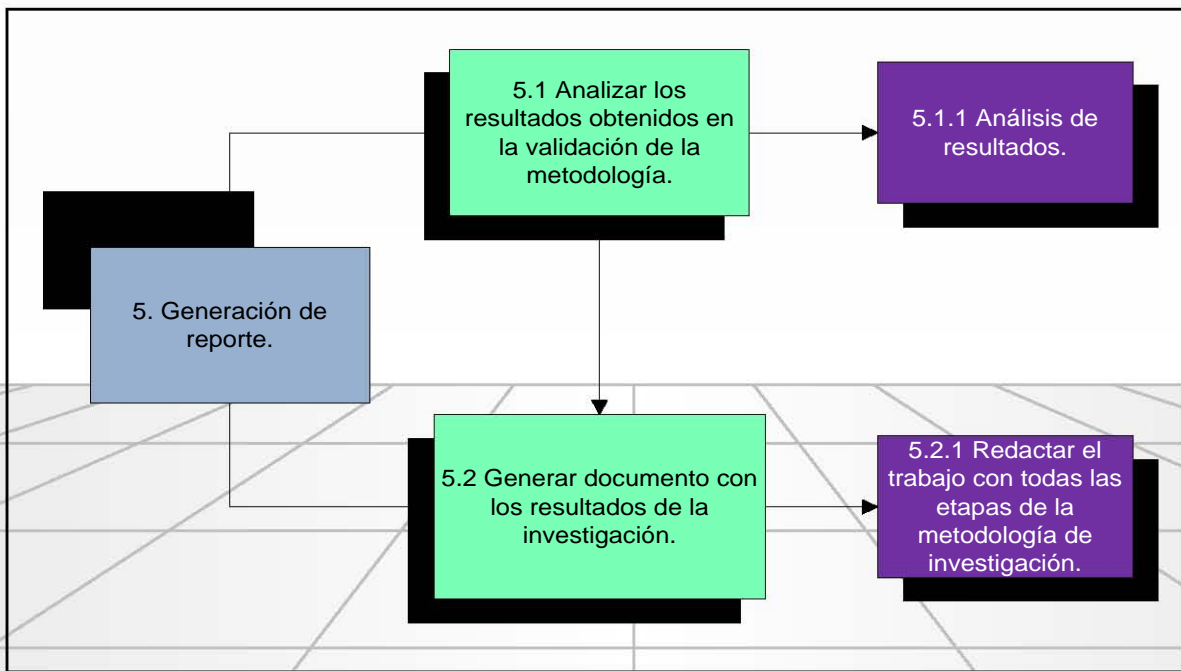 5.1 Analizar los
resultados obtenidos en
la validación de la
metodología.
5.1.1 Análisis de
resultados.
5. Generación de
reporte.
5.2 Generar documento con
los resultados de la
investigación.
5.2.1 Redactar el
trabajo con todas las
etapas de la
metodología de
investigación.